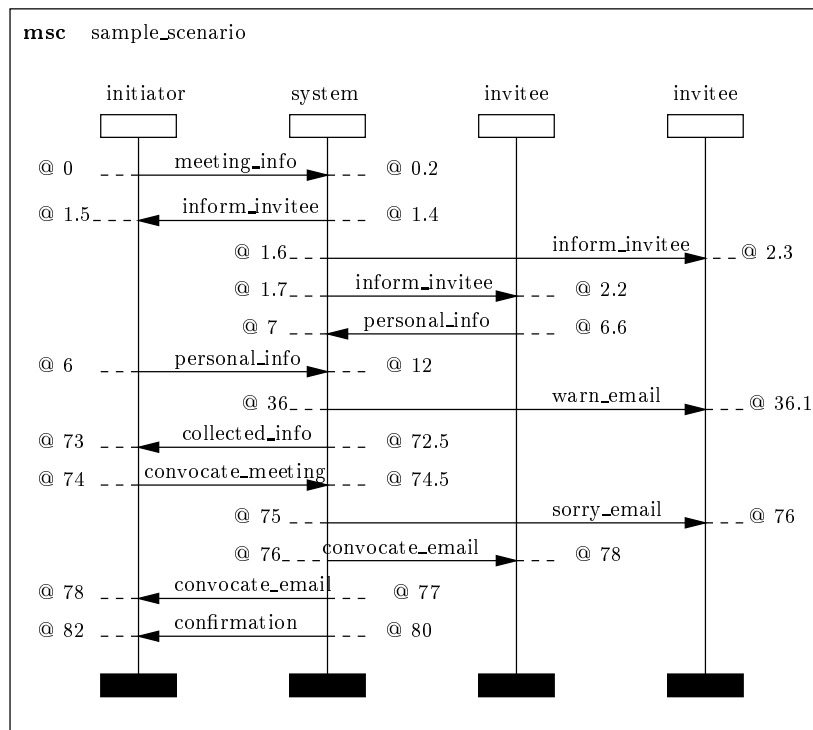 msc sample_scenario
initiator system invitee invitee
@ 0 meeting_info @ 0.2
@ 1.5 inform_invitee @ 1.4
@ 1.6 inform_invitee @ 2.3
@ 1.7 inform_invitee @ 2.2
@ 7 personal_info @ 6.6
@ 6 personal_info @ 12
@ 36 warn_email @ 36.1
@ 73 collected_info @ 72.5
@ 74 convocate_meeting @ 74.5
@ 75 sorry_email @ 76
@ 76 convocate_email @ 78
@ 78 convocate_email @ 77
@ 82 confirmation @ 80